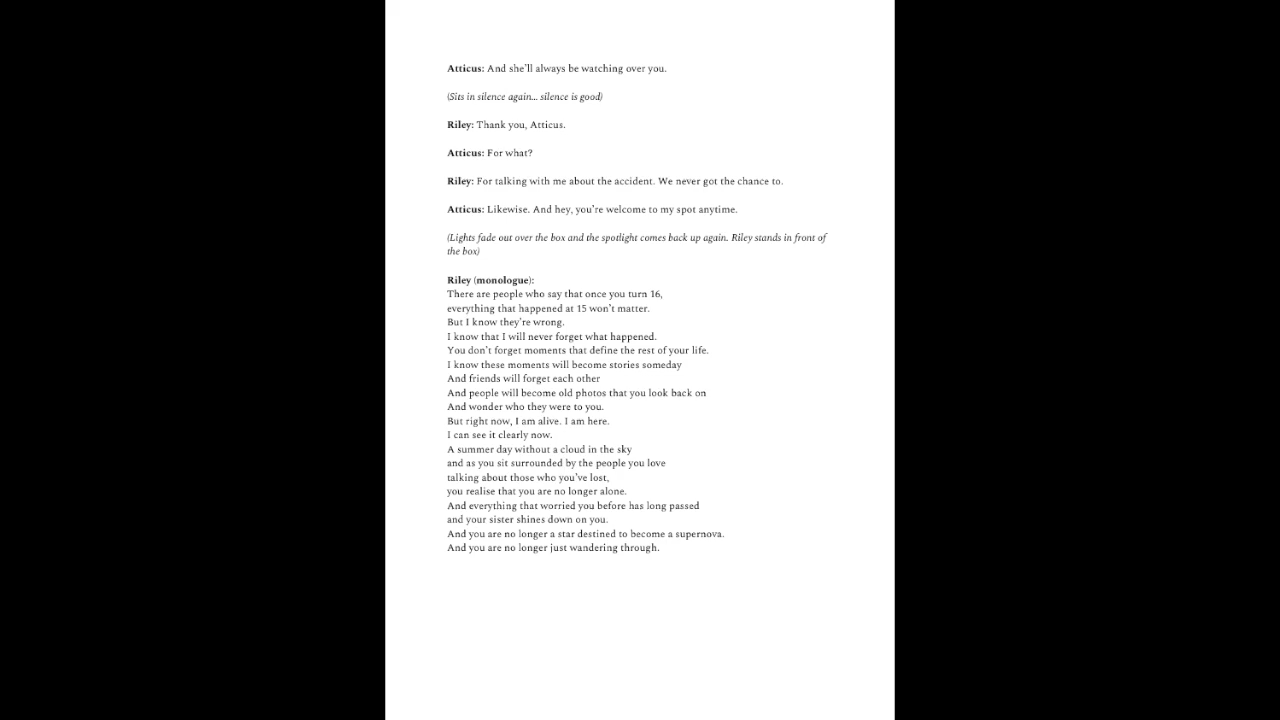 Atticus: And she’ll always be watching over you.
(Sits in silence again... silence is good)
Riley: Thank you, Atticus.
Atticus: For what?
Riley: For talking with me about the accident. We never got the chance to.
Atticus: Likewise. And hey, you’re welcome to my spot anytime.
(Lights fade out over the box and the spotlight comes back up again. Riley stands in front of
the box)
Riley (monologue):
There are people who say that once you turn 16,
everything that happened at 15 won’t matter.
But I know they’re wrong.
I know that I will never forget what happened.
You don’t forget moments that define the rest of your life.
I know these moments will become stories someday
And friends will forget each other
And people will become old photos that you look back on
And wonder who they were to you.
But right now, I am alive. I am here.
I can see it clearly now.
A summer day without a cloud in the sky
and as you sit surrounded by the people you love
talking about those who you’ve lost,
you realise that you are no longer alone.
And everything that worried you before has long passed
and your sister shines down on you.
And you are no longer a star destined to become a supernova.
And you are no longer just wandering through.